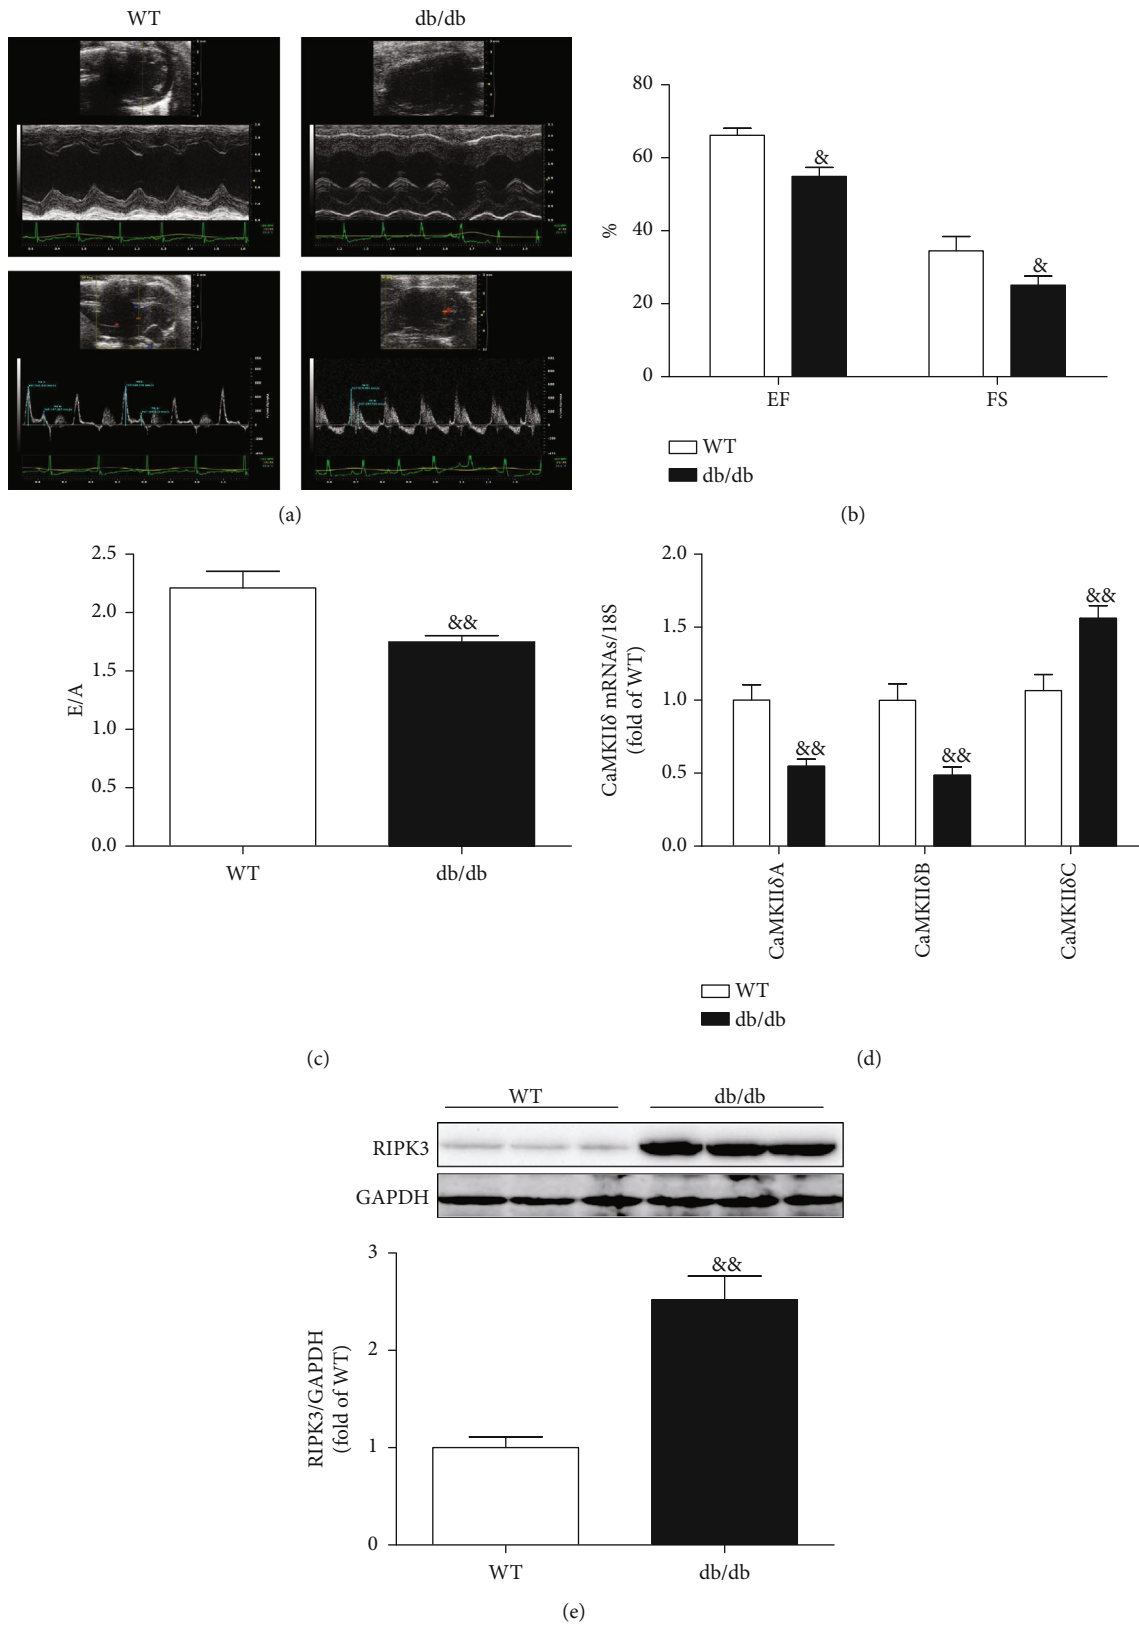 WT
db/db
(a)
80
60
40
20
0
%
&
&
EF
FS
WT
db/db
(b)
2.5
2.0
1.5
1.0
0.5
0.0
E/A
&&
WT
db/db
(c)
2.0
1.5
1.0
0.5
0.0
CaMKIIδ mRNAs/18S
(fold of WT)
&&
&&
&&
CaMKIIδA
CaMKIIδB
CaMKIIδC
WT
db/db
(d)
WT
db/db
RIPK3
GAPDH
3
2
1
0
RIPK3/GAPDH
(fold of WT)
&&
WT
db/db
(e)